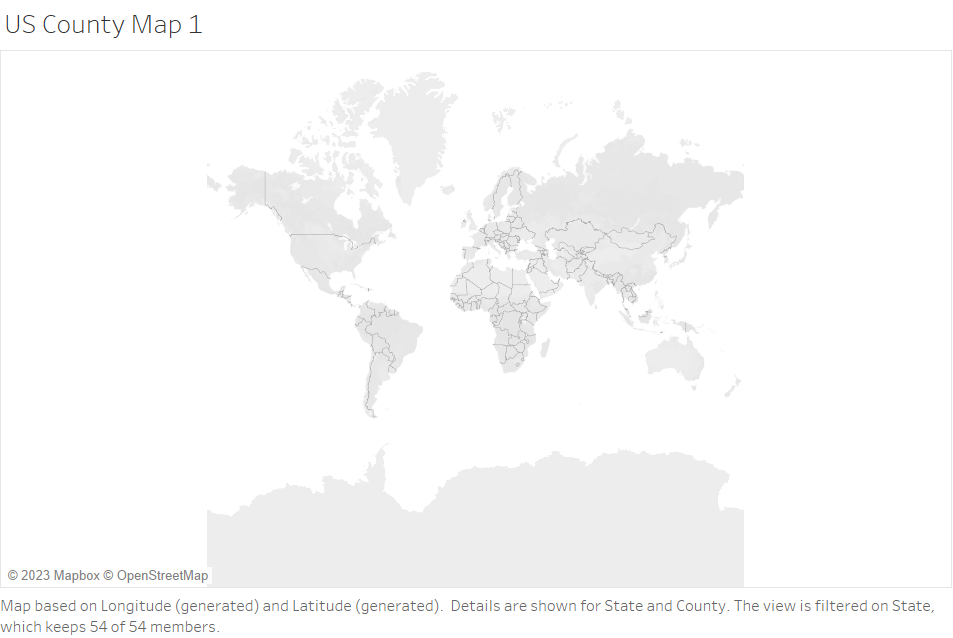 US County Map 1
© 2023 Mapbox © OpenStreetMap
Map based on Longitude (generated) and Latitude (generated).  Details are shown for State and County. The view is filtered on State,
which keeps 54 of 54 members.